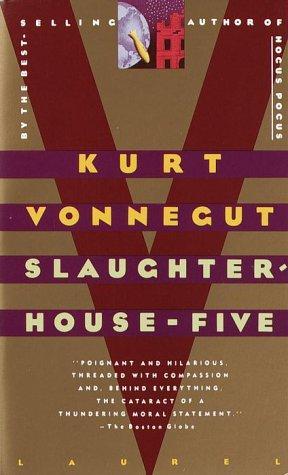 BY THE BEST-
SELLING
AUTHOR OF
HOCUS POCUS
KURT
VONNEGUT
SLAUGHTER-
HOUSE-FIVE
"POIGNANT AND HILARIOUS,
THREADED WITH COMPASSION
AND, BEHIND EVERYTHING,
THE CATARACT OF A
THUNDERING MORAL STATEMENT."
—The Boston Globe
LAUREL